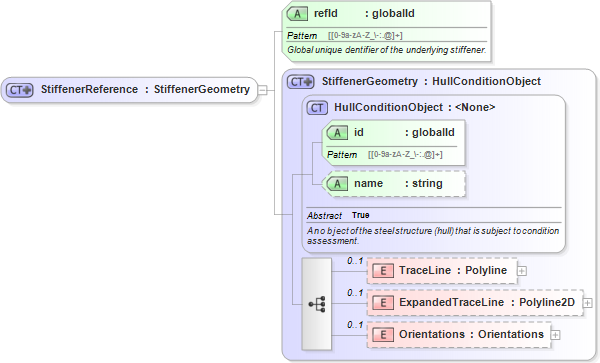 A refId : globalId
Pattern [[0-9a-zA-Z_\-:.@]+]
Global unique dentifier of the underlying stiffener.
CT StiffenerReference : StiffenerGeometry
CT StiffenerGeometry : HullConditionObject
CT HullConditionObject : <None>
A id : globalId
Pattern [[0-9a-zA-Z_\-:.@]+]
A name : string
Abstract True
An object of the steel structure (hull) that is subject to condition
assessment.
0..1
E TraceLine : Polyline
0..1
E ExpandedTraceLine : Polyline2D
0..1
E Orientations : Orientations